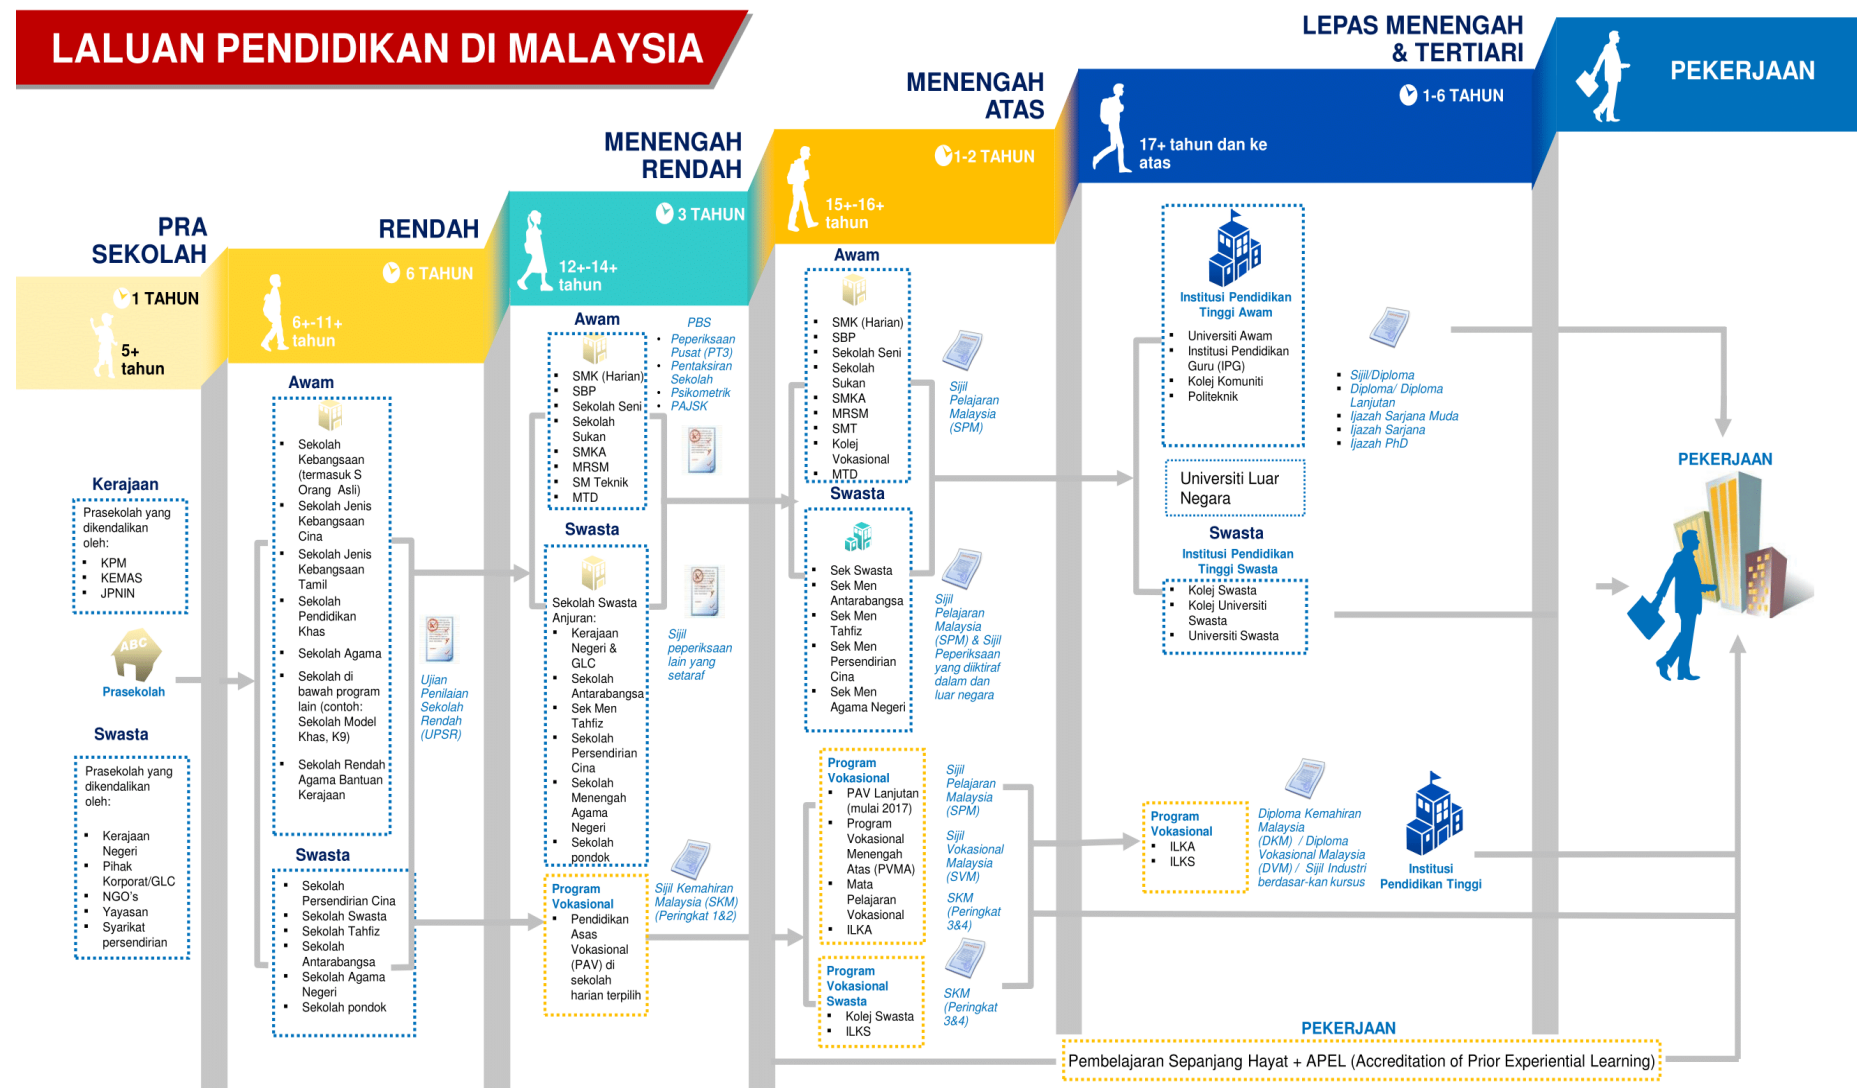 LALUAN PENDIDIKAN DI MALAYSIA
PRA
SEKOLAH
1 TAHUN
5+
tahun
Kerajaan
Prasekolah yang
dikendalikan
oleh:
▪ KPM
▪ KEMAS
▪ JPNIN
ABC
Prasekolah
Swasta
Prasekolah yang
dikendalikan
oleh:
▪ Kerajaan
Negeri
▪ Pihak
Korporat/GLC
▪ NGO's
▪ Yayasan
▪ Syarikat
persendirian
RENDAH
6 TAHUN
6+-11+
tahun
Awam
▪ Sekolah
Kebangsaan
(termasuk S
Orang Asli)
▪ Sekolah Jenis
Kebangsaan
Cina
▪ Sekolah Jenis
Kebangsaan
Tamil
▪ Sekolah
Pendidikan
Khas
▪ Sekolah Agama
▪ Sekolah di
bawah program
lain (contoh:
Sekolah Model
Khas, K9)
▪ Sekolah Rendah
Agama Bantuan
Kerajaan
Swasta
▪ Sekolah
Persendirian Cina
▪ Sekolah Swasta
▪ Sekolah Tahfiz
▪ Sekolah
Antarabangsa
▪ Sekolah Agama
Negeri
▪ Sekolah pondok
Ujian
Penilaian
Sekolah
Rendah
(UPSR)
MENENGAH
RENDAH
3 TAHUN
12+-14+
tahun
Awam
▪ SMK (Harian)
▪ SBP
▪ Sekolah Seni
▪ Sekolah
Sukan
▪ SMKA
▪ MRSM
▪ SM Teknik
▪ MTD
PBS
• Peperiksaan
Pusat (PT3)
• Pentaksiran
Sekolah
• Psikometrik
• PAJSK
Swasta
Sekolah Swasta
Anjuran:
▪ Kerajaan
Negeri &
GLC
▪ Sekolah
Antarabangsa
▪ Sek Men
Tahfiz
▪ Sekolah
Persendirian
Cina
▪ Sekolah
Menengah
Agama
Negeri
▪ Sekolah
pondok
Sijil
peperiksaan
lain yang
setaraf
Program
Vokasional
▪ Pendidikan
Asas
Vokasional
(PAV) di
sekolah
harian terpilih
Sijil Kemahiran
Malaysia (SKM)
(Peringkat 1&2)
MENENGAH
ATAS
1-2 TAHUN
15+-16+
tahun
Awam
▪ SMK (Harian)
▪ SBP
▪ Sekolah Seni
▪ Sekolah
Sukan
▪ SMKA
▪ MRSM
▪ SMT
▪ Kolej
Vokasional
▪ MTD
Sijil
Pelajaran
Malaysia
(SPM)
Swasta
▪ Sek Swasta
▪ Sek Men
Antarabangsa
▪ Sek Men
Tahfiz
▪ Sek Men
Persendirian
Cina
▪ Sek Men
Agama Negeri
Sijil
Pelajaran
Malaysia
(SPM) & Sijil
Peperiksaan
yang diiktiraf
dalam dan
luar negara
Program
Vokasional
▪ PAV Lanjutan
(mulai 2017)
▪ Program
Vokasional
Menengah
Atas (PVMA)
▪ Mata
Pelajaran
Vokasional
▪ ILKA
Sijil
Pelajaran
Malaysia
(SPM)
Sijil
Vokasional
Malaysia
(SVM)
SKM
(Peringkat
3&4)
Program
Vokasional
Swasta
▪ Kolej Swasta
▪ ILKS
SKM
(Peringkat
3&4)
LEPAS MENENGAH
& TERTIARI
1-6 TAHUN
17+ tahun dan ke
atas
Institusi Pendidikan
Tinggi Awam
▪ Universiti Awam
▪ Institusi Pendidikan
Guru (IPG)
▪ Kolej Komuniti
▪ Politeknik
▪ Sijil/Diploma
▪ Diploma/ Diploma
Lanjutan
▪ Ijazah Sarjana Muda
▪ Ijazah Sarjana
▪ Ijazah PhD
Universiti Luar
Negara
Swasta
Institusi Pendidikan
Tinggi Swasta
▪ Kolej Swasta
▪ Kolej Universiti
Swasta
▪ Universiti Swasta
Program
Vokasional
▪ ILKA
▪ ILKS
Diploma Kemahiran
Malaysia
(DKM) / Diploma
Vokasional Malaysia
(DVM) / Sijil Industri
berdasar-kan kursus
Institusi
Pendidikan Tinggi
PEKERJAAN
PEKERJAAN
PEKERJAAN
Pembelajaran Sepanjang Hayat + APEL (Accreditation of Prior Experiential Learning)